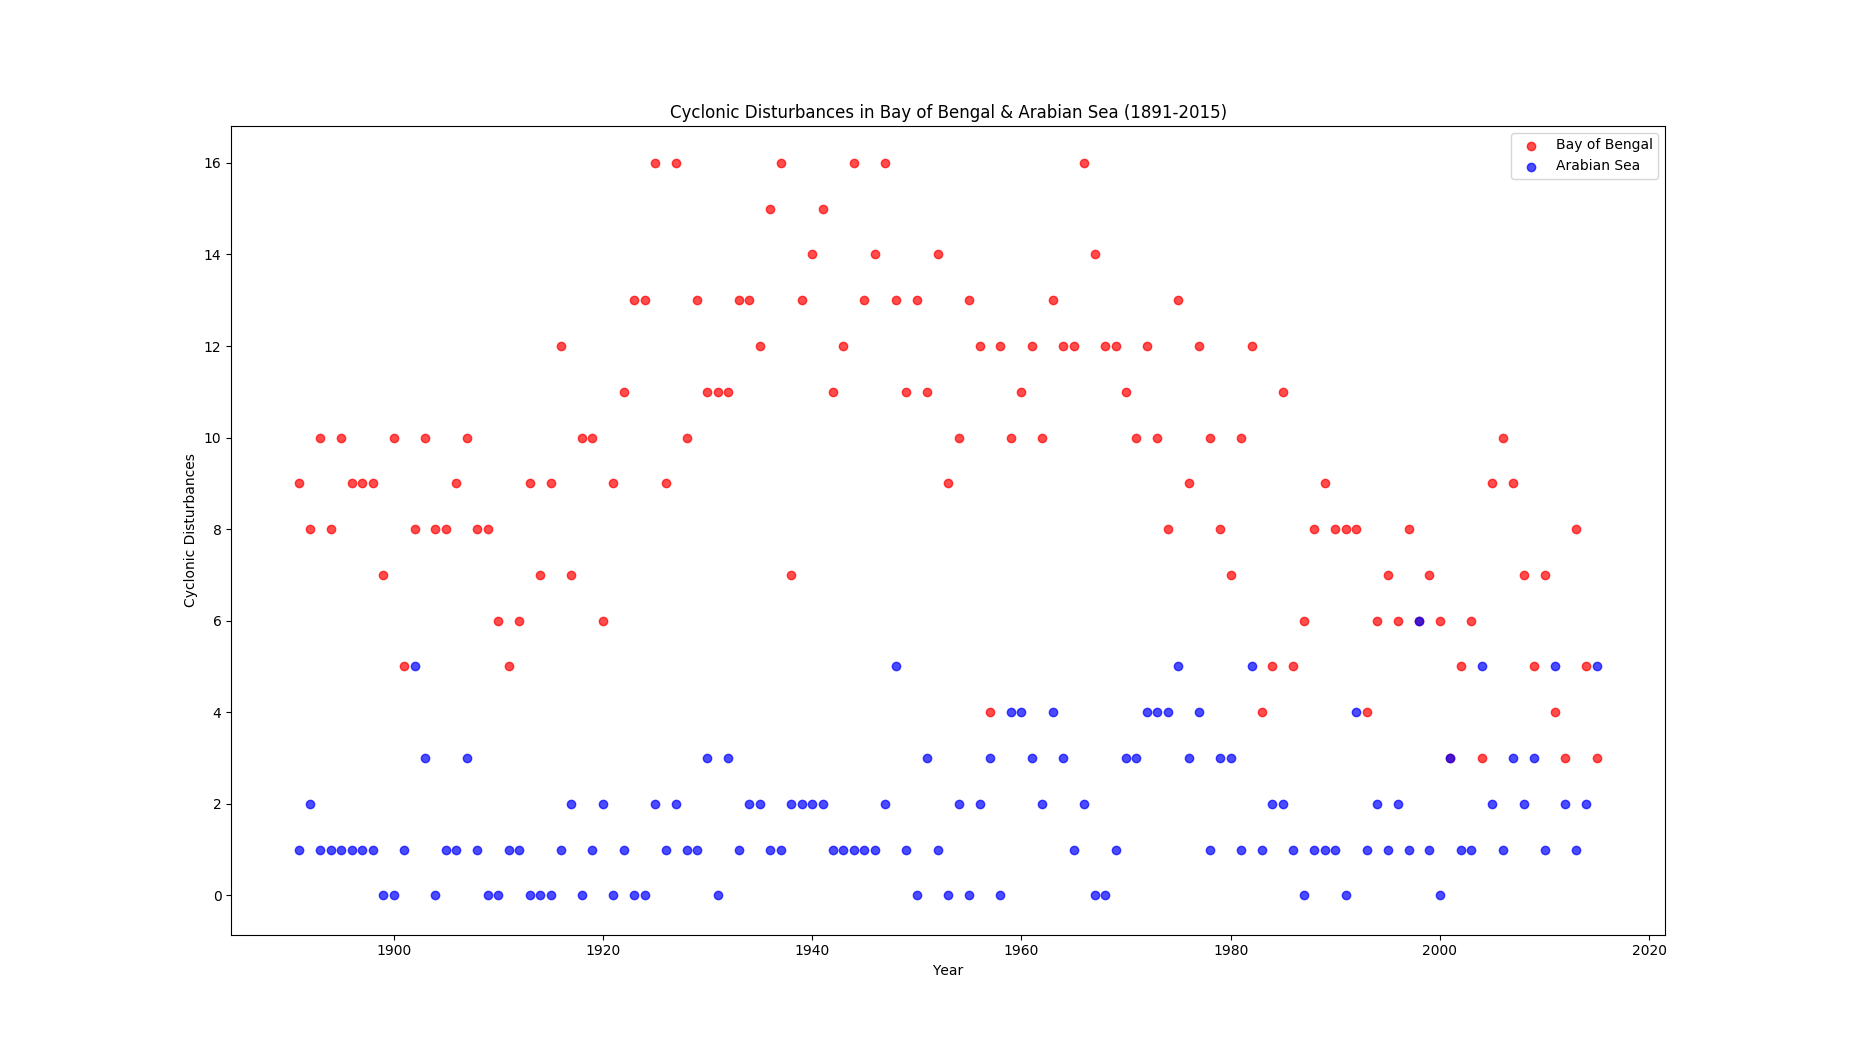 Cyclonic Disturbances in Bay of Bengal & Arabian Sea (1891-2015)
Bay of Bengal
Arabian Sea
16
14
12
10
8
6
4
2
0
Cyclonic Disturbances
1900 1920 1940 1960 1980 2000 2020
Year